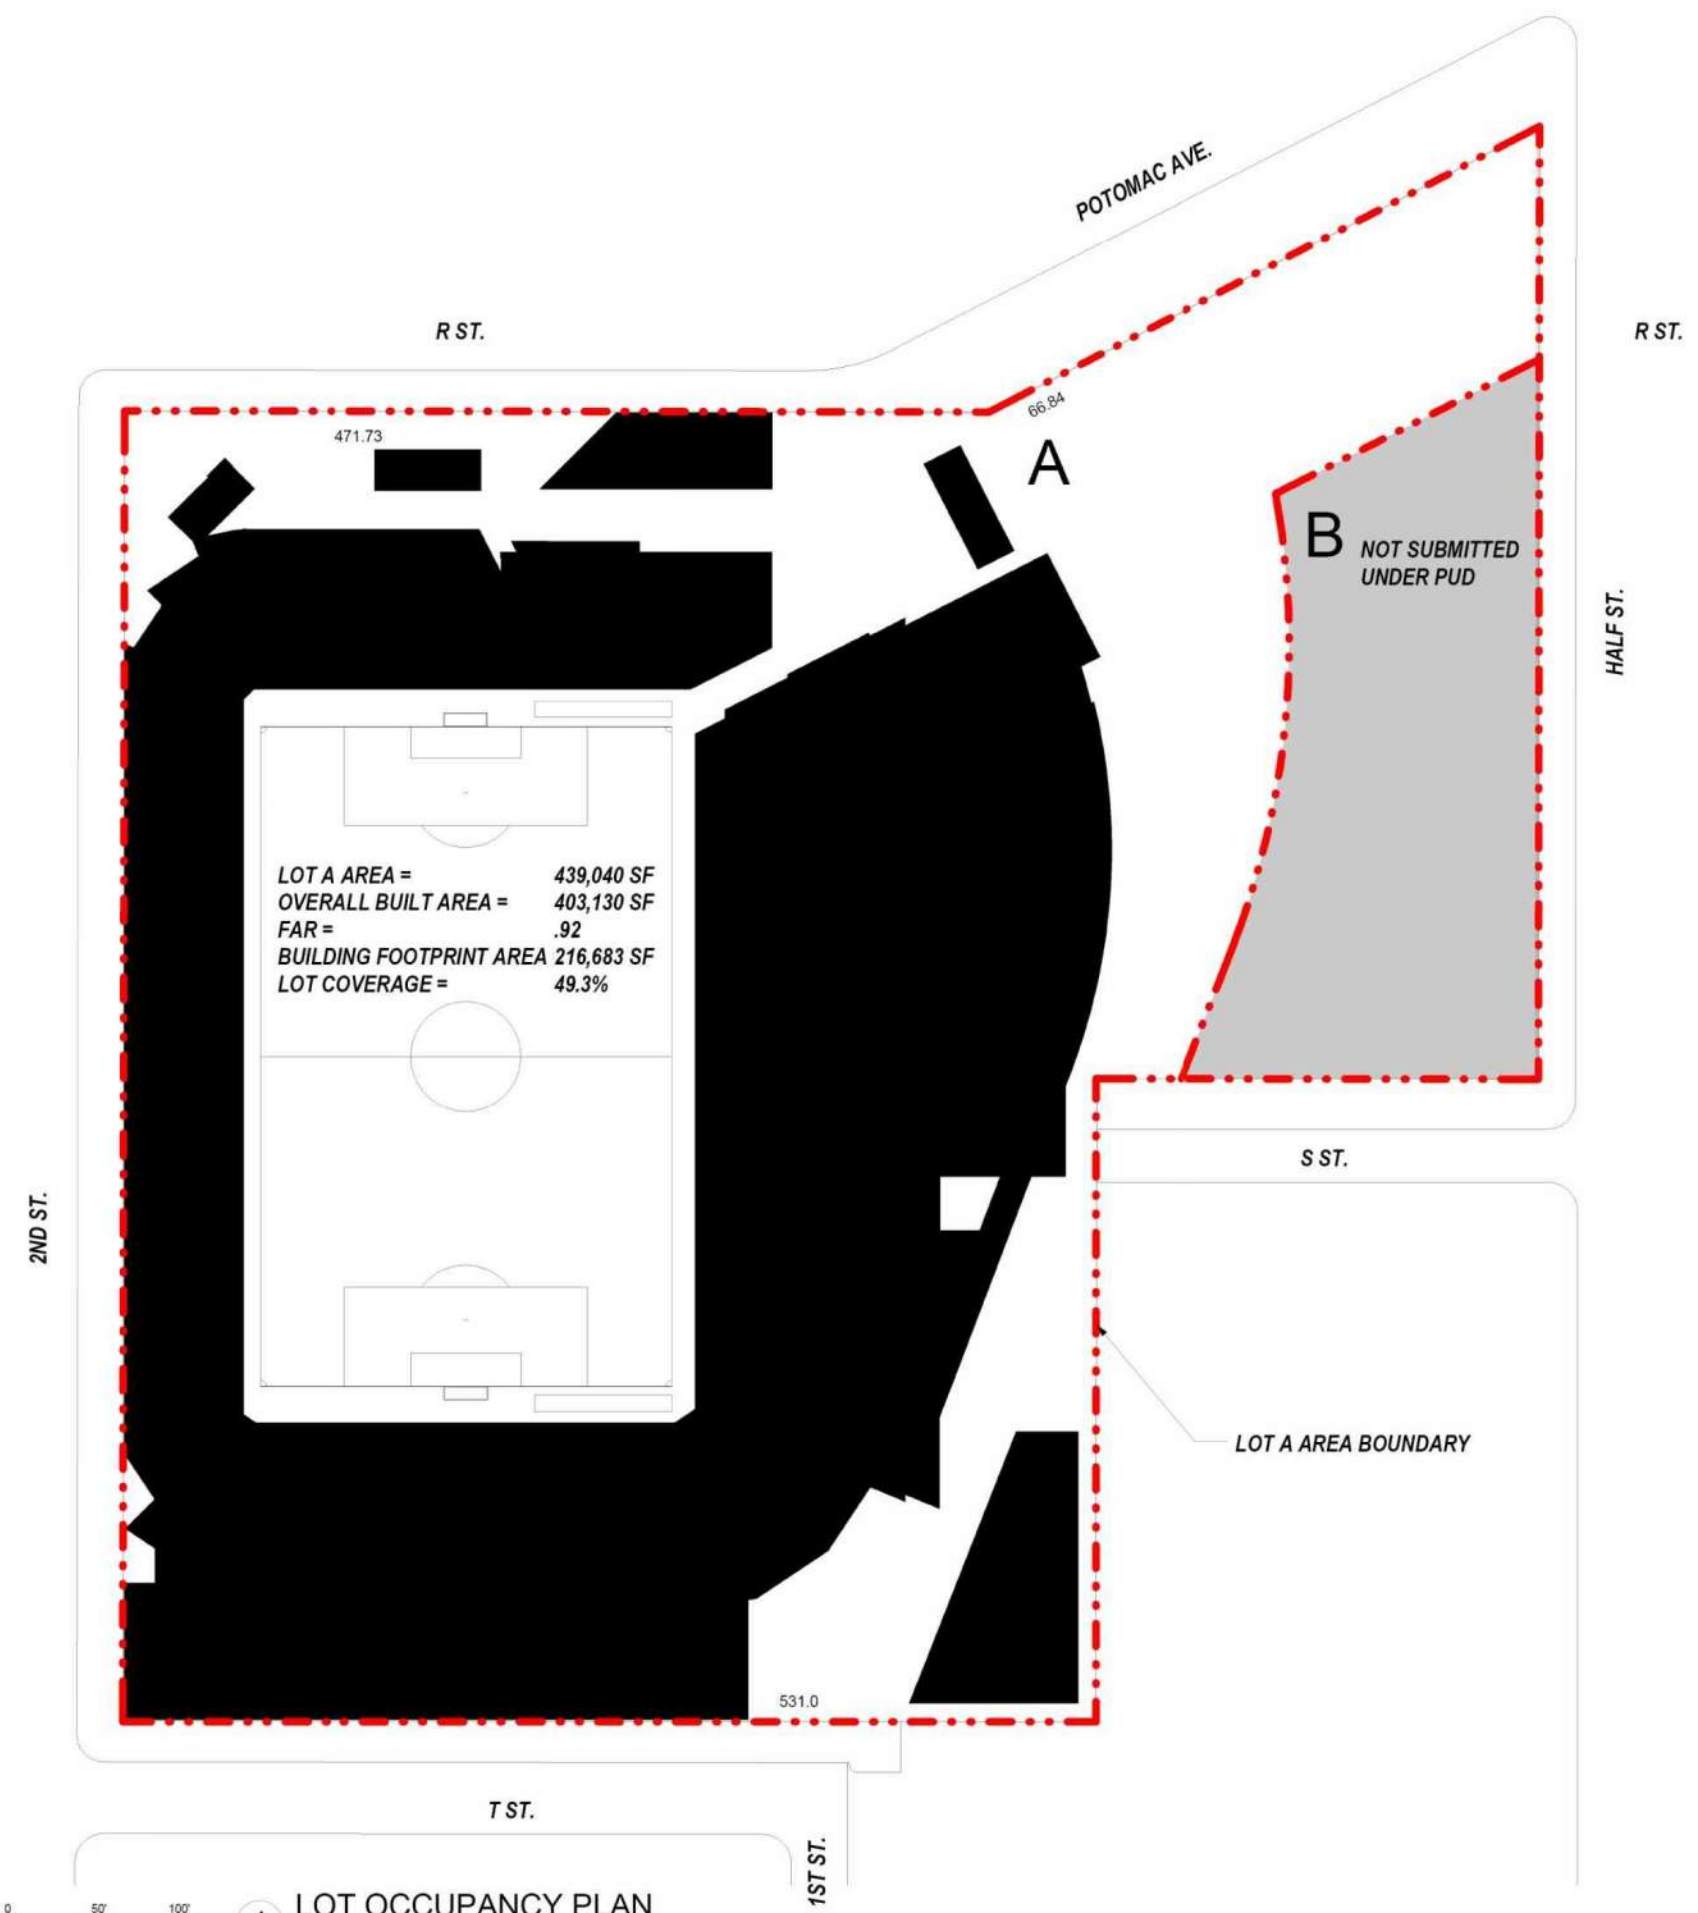 POTOMAC AVE.
R ST.
R ST.
66.84
471.73
A
B NOT SUBMITTED
UNDER PUD
HALF ST.
LOT A AREA = 439,040 SF
OVERALL BUILT AREA = 403,130 SF
FAR = .92
BUILDING FOOTPRINT AREA 216,683 SF
LOT COVERAGE = 49.3%
S ST.
2ND ST.
LOT A AREA BOUNDARY
531.0
T ST.
1ST ST.
0 50' 100'
LOT OCCUPANCY PLAN